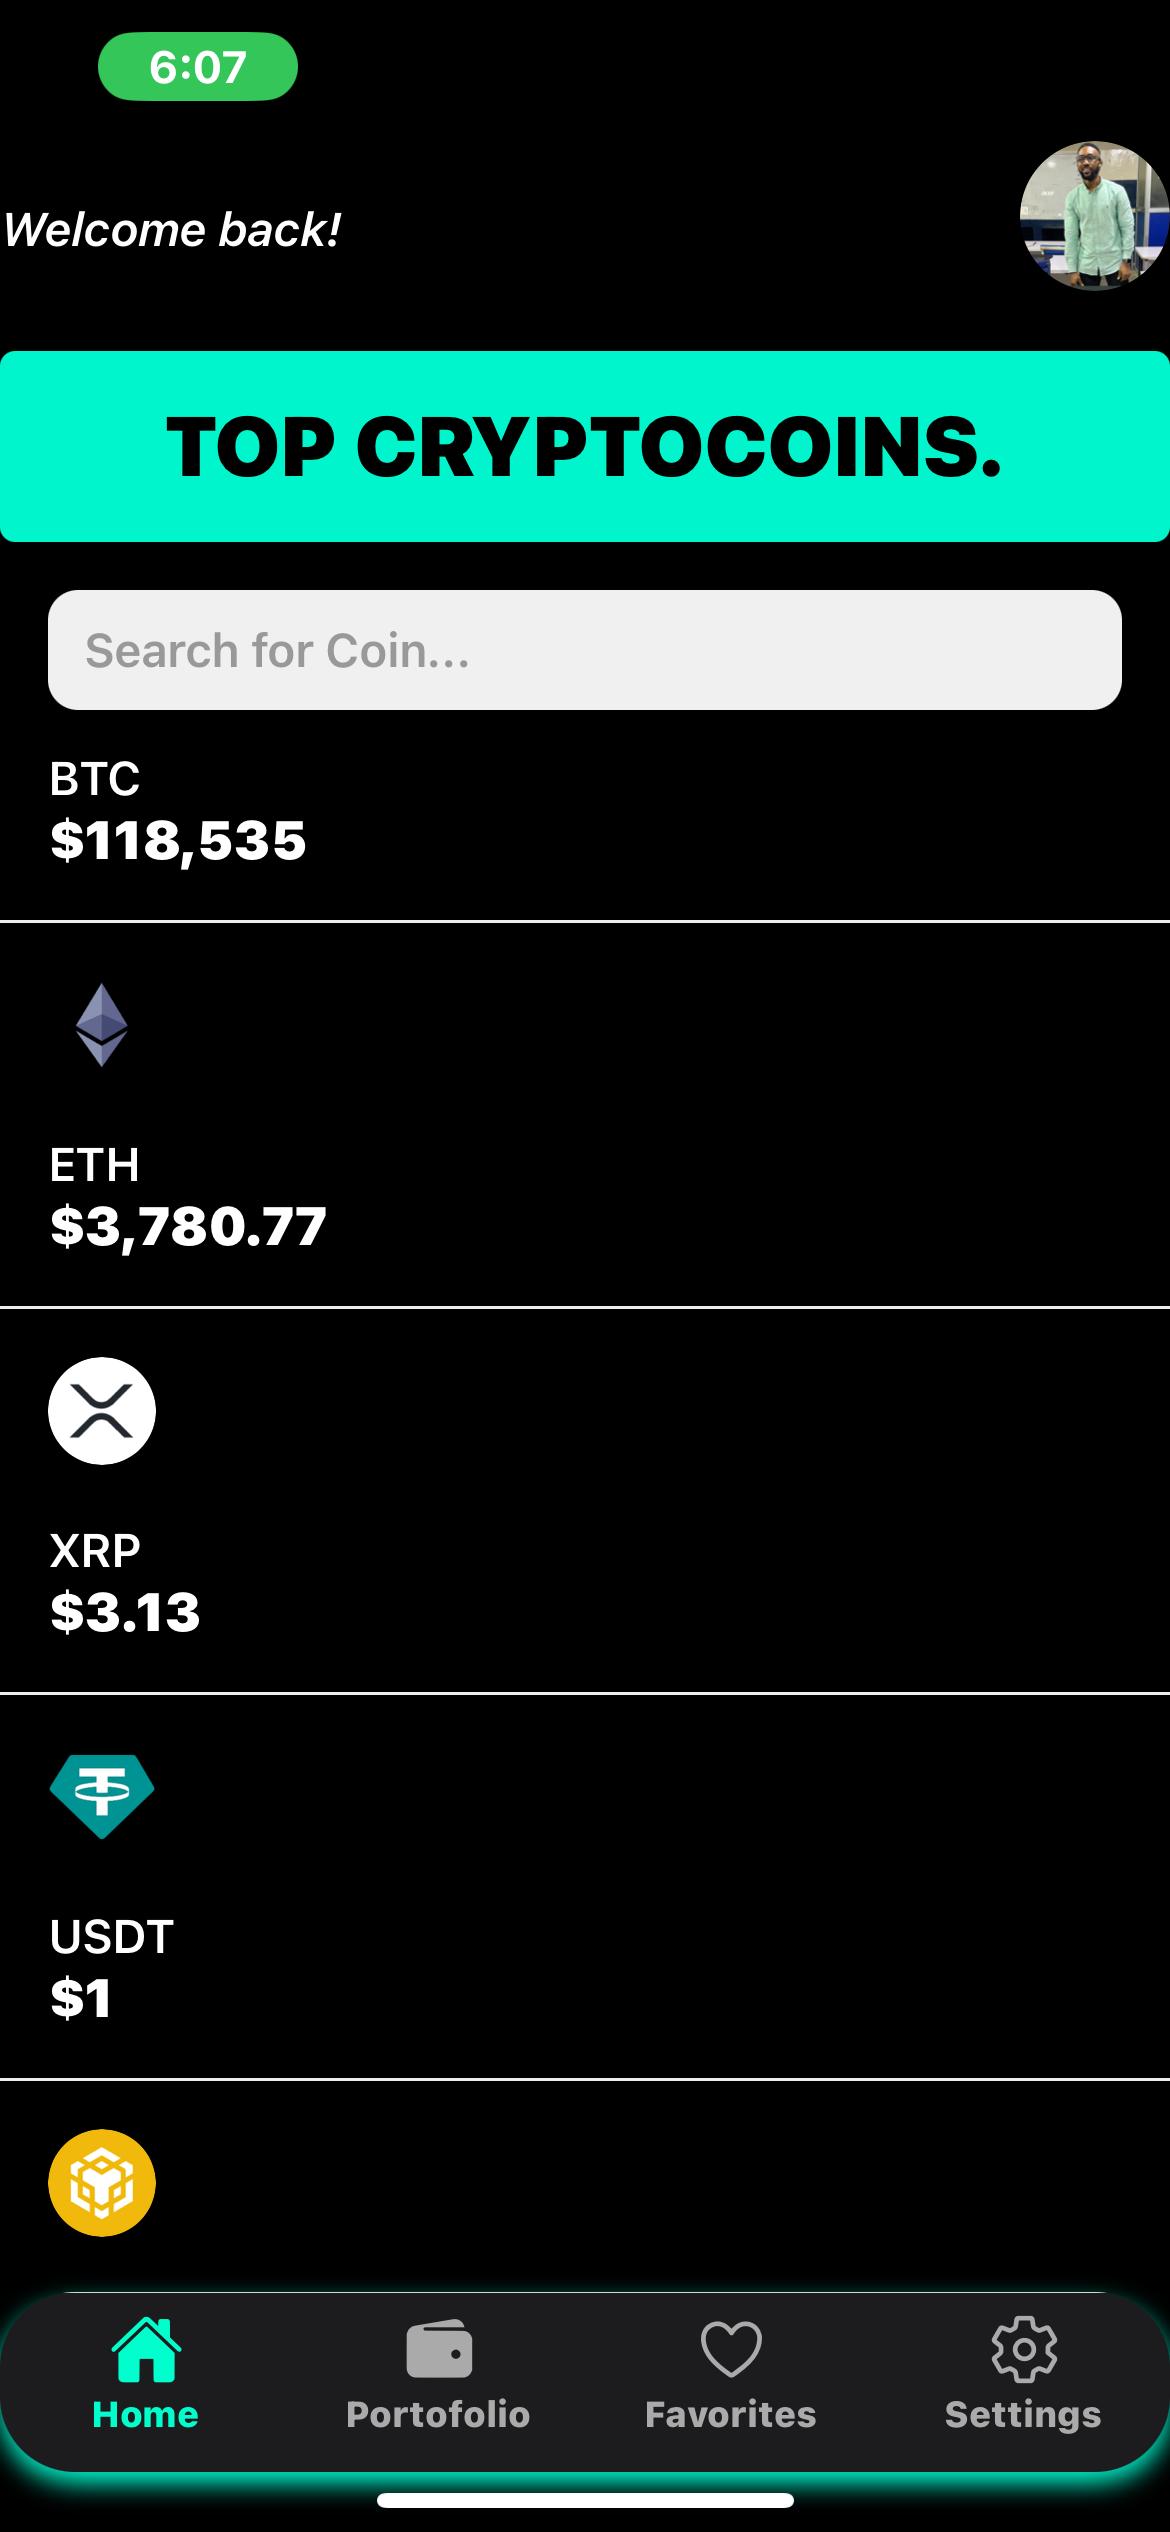 6:07
Welcome back!
TOP CRYPTOCOINS.
Search for Coin...
BTC
$118,535
ETH
$3,780.77
XRP
$3.13
USDT
$1
Home
Portofolio
Favorites
Settings